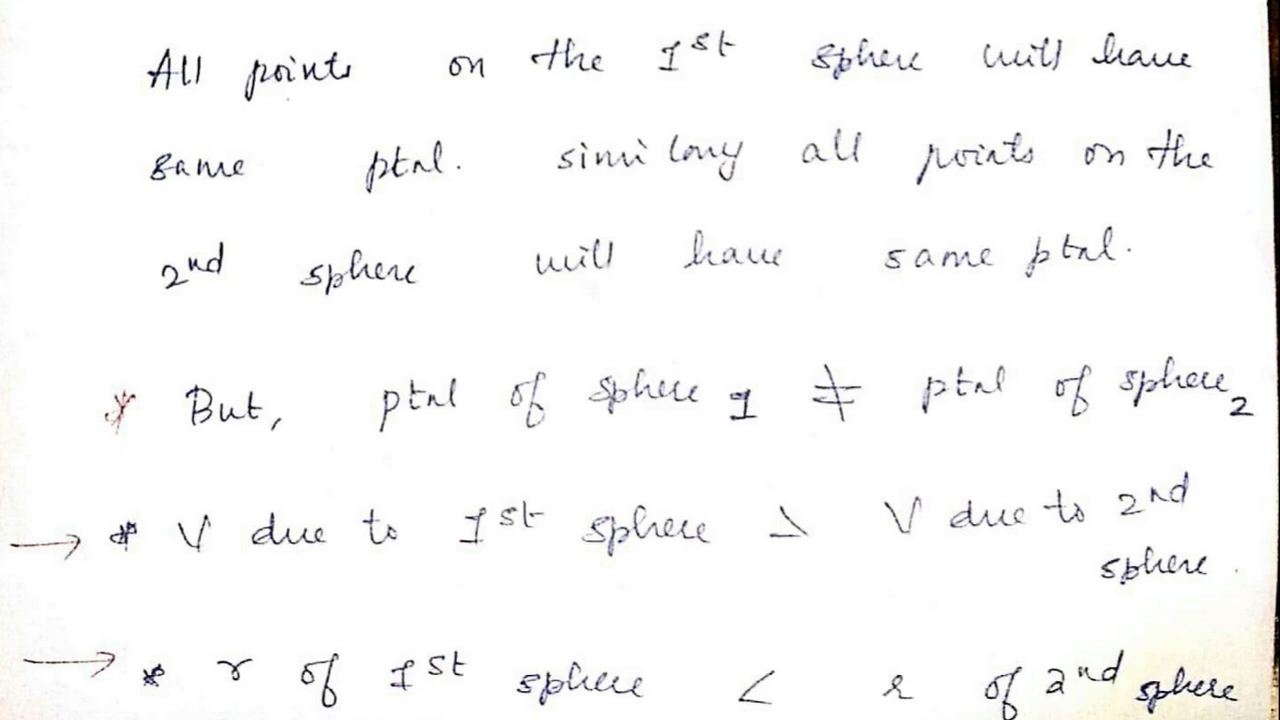 All points on the 1st sphere will have
same ptnl. similarly all points on the
2nd sphere will have same ptnl.
* But, ptnl of sphere 1 ≠ ptnl of sphere 2
→ * V due to 1st sphere > V due to 2nd
sphere.
→ * r of 1st sphere < r of 2nd sphere